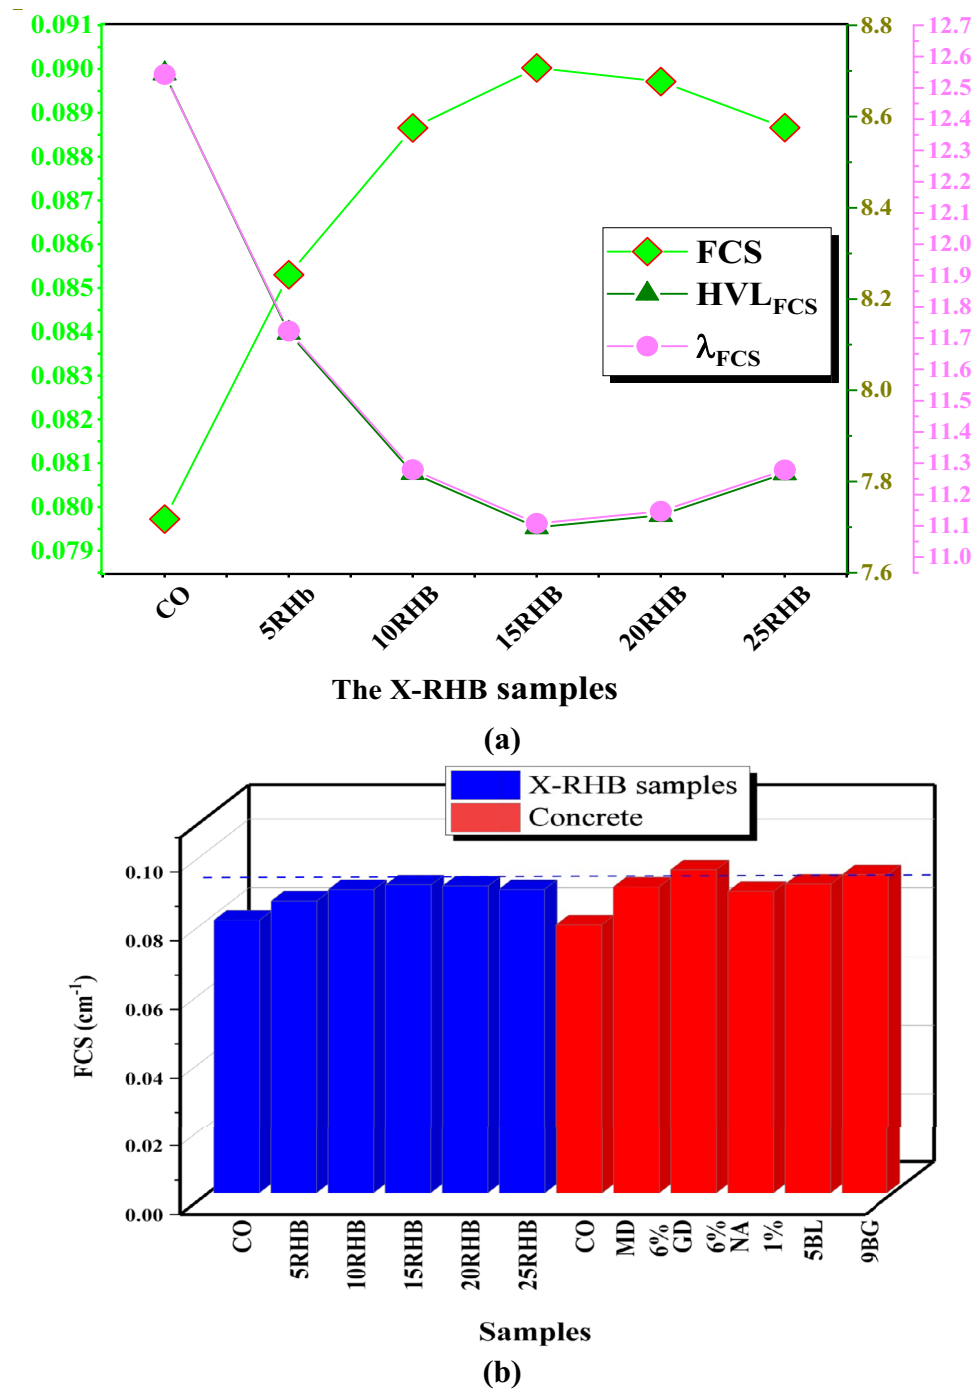 0.091
0.090
0.089
0.088
0.087
0.086
0.085
0.084
0.083
0.082
0.081
0.080
0.079
8.8
8.6
8.4
8.2
8.0
7.8
7.6
12.7
12.6
12.5
12.4
12.3
12.2
12.1
12.0
11.9
11.8
11.7
11.6
11.5
11.4
11.3
11.2
11.1
11.0
FCS
HVL_FCS
λ_FCS
CO
5RHb
10RHB
15RHB
20RHB
25RHB
The X-RHB samples
(a)
X-RHB samples
Concrete
0.10
0.08
0.06
0.04
0.02
0.00
FCS (cm⁻¹)
CO
5RHB
10RHB
15RHB
20RHB
25RHB
CO
MD
6%
GD
6%
NA
1%
5BL
9BG
Samples
(b)